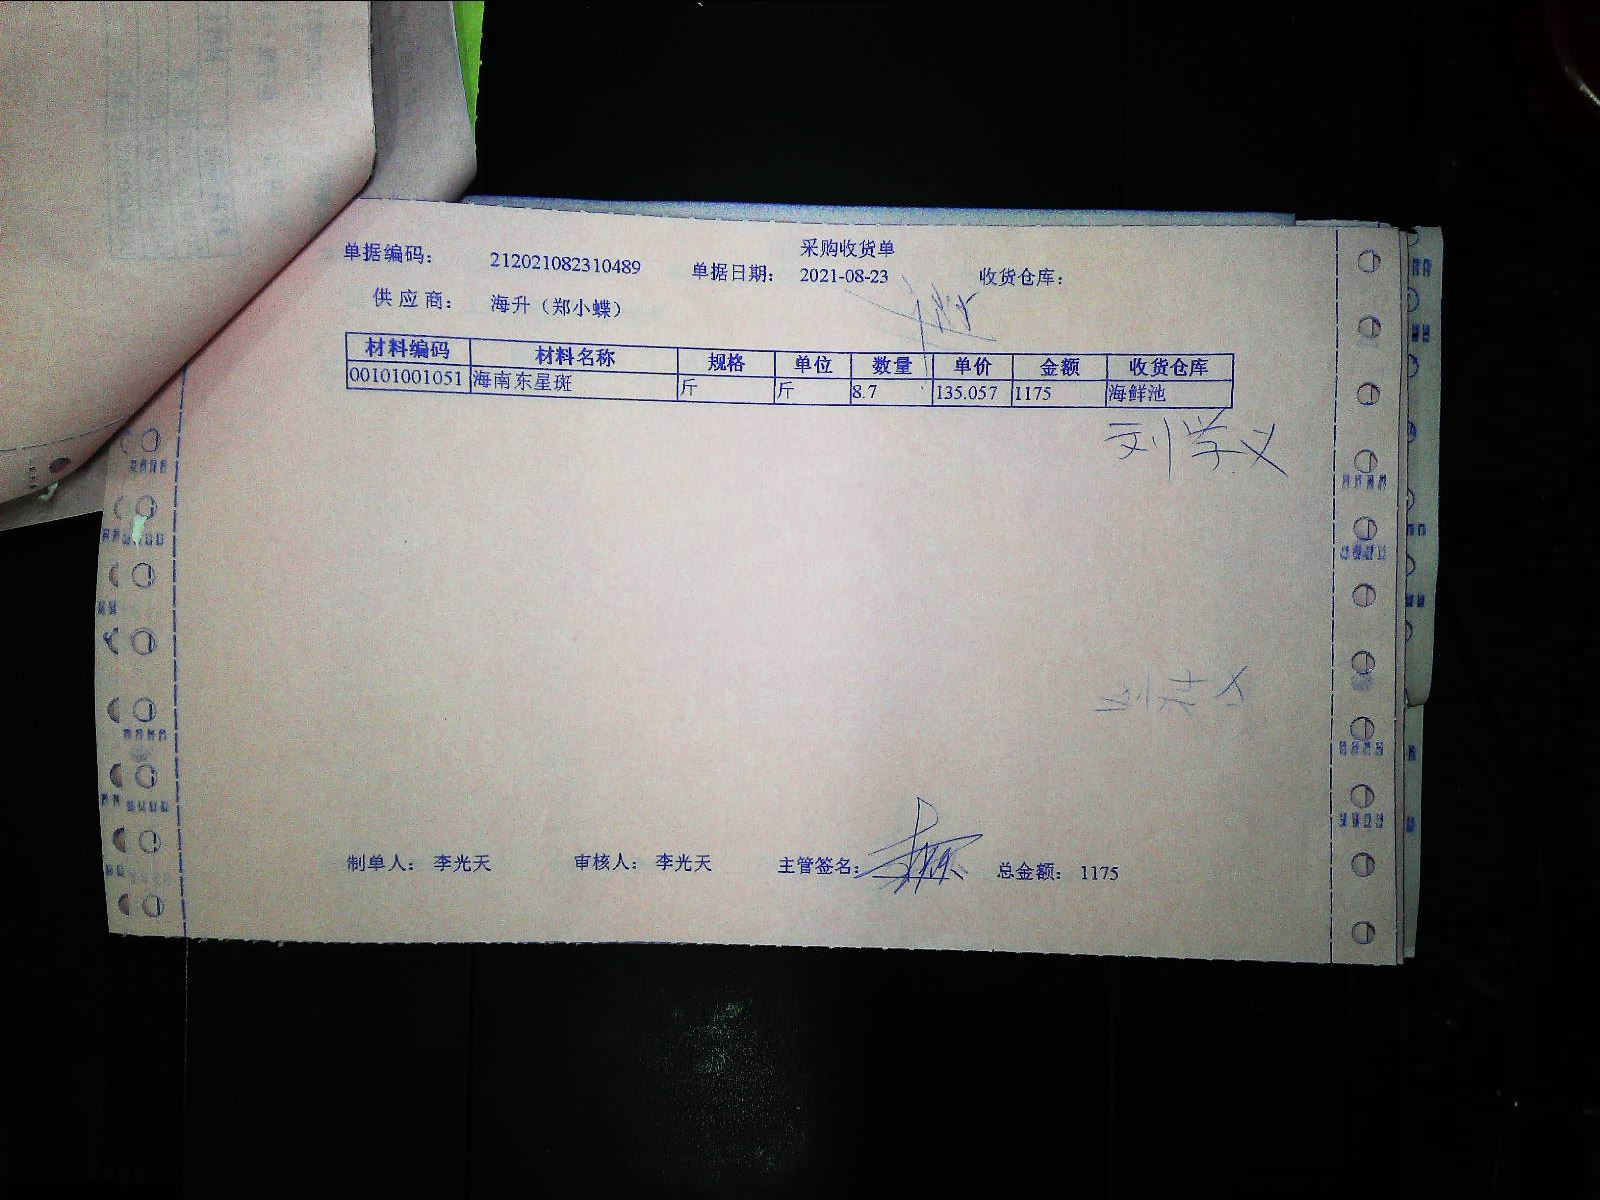 采购收货单
单据编码： 212021082310489 单据日期： 2021-08-23 收货仓库：
供应商： 海升（郑小蝶）
材料编码 材料名称 规格 单位 数量 单价 金额 收货仓库
00101001051 海南东星斑 斤 斤 8.7 135.057 1175 海鲜池
刘学义
制单人： 李光天 审核人： 李光天 主管签名： 总金额： 1175